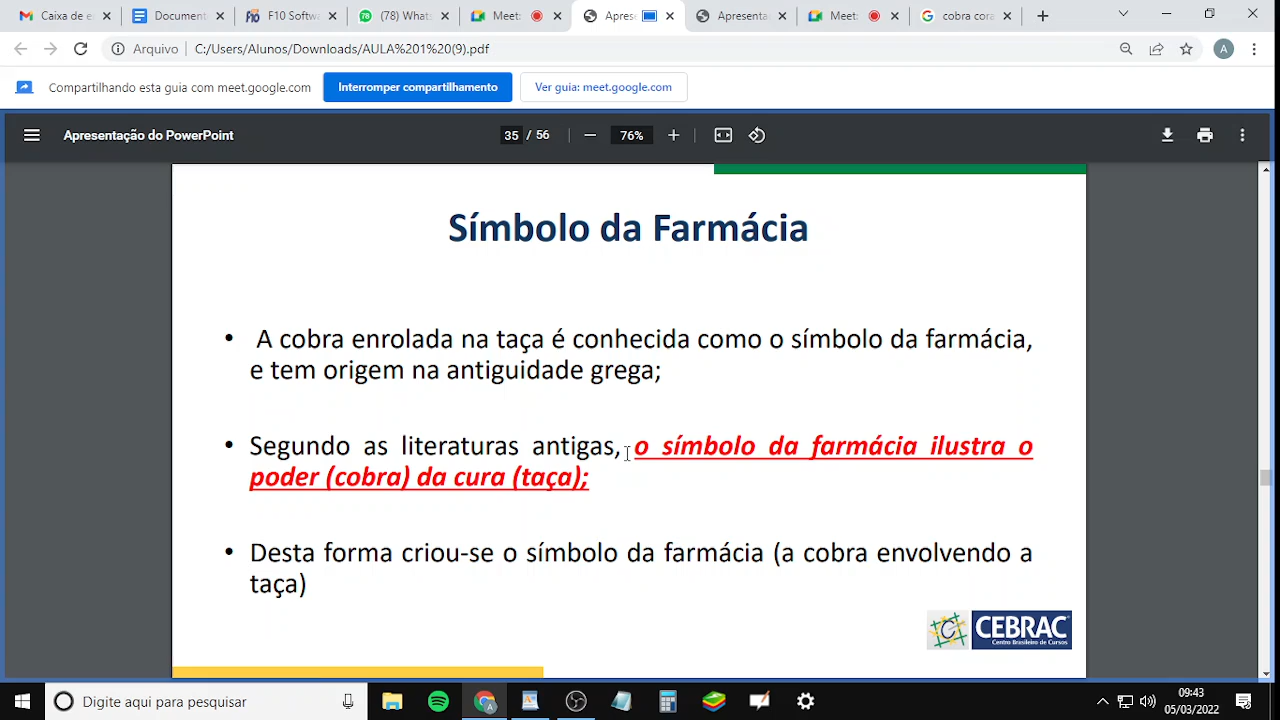 Caixa de e
Document
F10 Softwa
(78) Whats
Meet:
Apres
Apresenta
Meet:
cobra cora
Arquivo C:/Users/Alunos/Downloads/AULA%201%20(9).pdf
A
Compartilhando esta guia com meet.google.com
Interromper compartilhamento
Ver guia: meet.google.com
Apresentação do PowerPoint
35 / 56
76%
Símbolo da Farmácia
• A cobra enrolada na taça é conhecida como o símbolo da farmácia,
e tem origem na antiguidade grega;
• Segundo as literaturas antigas, o símbolo da farmácia ilustra o
poder (cobra) da cura (taça);
• Desta forma criou-se o símbolo da farmácia (a cobra envolvendo a
taça)
CEBRAC
Centro Brasileiro de Cursos
Digite aqui para pesquisar
09:43
05/03/2022